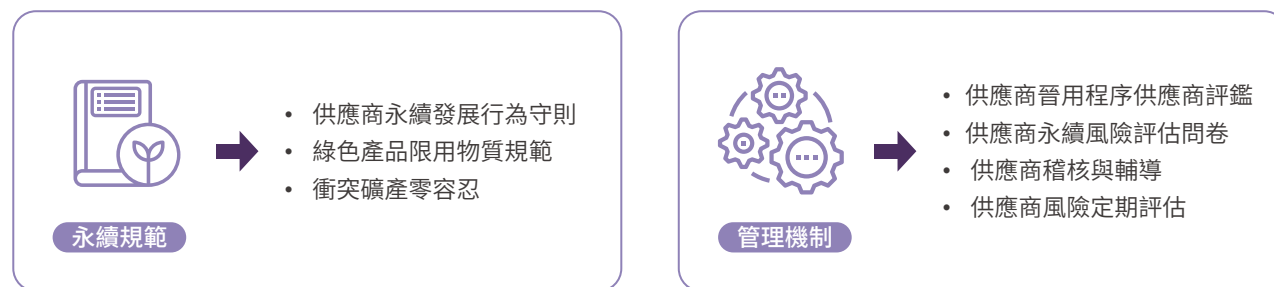 • 供應商永續發展行為守則
• 綠色產品限用物質規範
• 衝突礦產零容忍
永續規範
• 供應商晉用程序供應商評鑑
• 供應商永續風險評估問卷
• 供應商稽核與輔導
• 供應商風險定期評估
管理機制